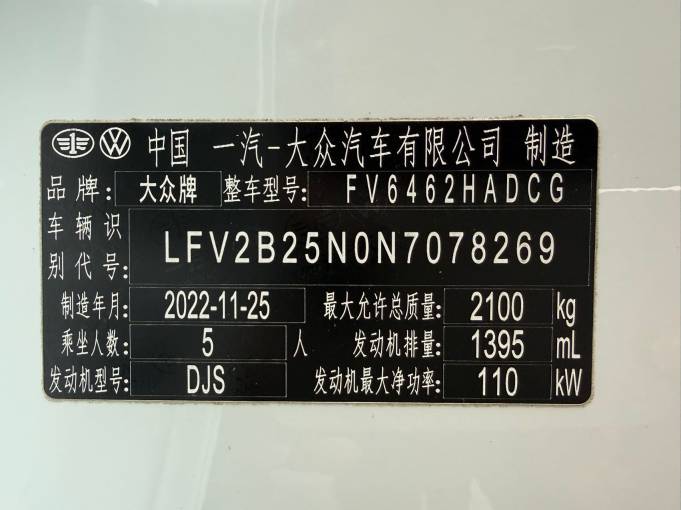 中国 一汽-大众汽车有限公司 制造
品牌: 大众牌 整车型号: FV6462HADCG
车辆识别代号: LFV2B25N0N7078269
制造年月: 2022-11-25 最大允许总质量: 2100 kg
乘坐人数: 5 人 发动机排量: 1395 mL
发动机型号: DJS 发动机最大净功率: 110 kW